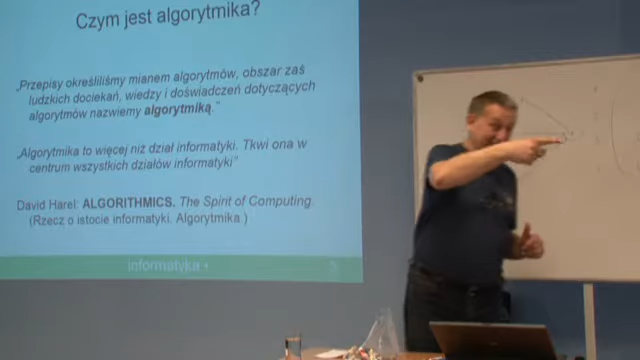 Czym jest algorytmika?
„Przepisy określiliśmy mianem algorytmów, obszar zaś
ludzkich dociekań, wiedzy i doświadczeń dotyczących
algorytmów nazwiemy algorytmiką.”
„Algorytmika to więcej niż dział informatyki. Tkwi ona w
centrum wszystkich działów informatyki”
David Harel: ALGORITHMICS. The Spirit of Computing.
(Rzecz o istocie informatyki. Algorytmika )
informatyka +